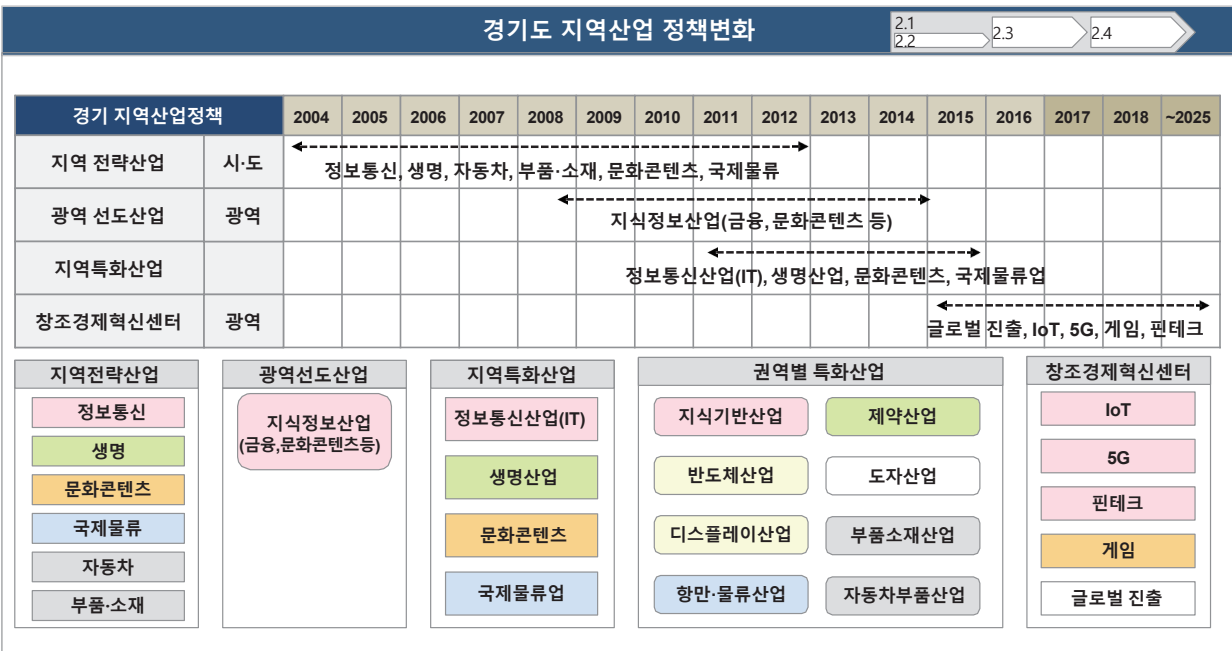 경기도 지역산업 정책변화
2.1
2.2
2.3
2.4
경기 지역산업정책 2004 2005 2006 2007 2008 2009 2010 2011 2012 2013 2014 2015 2016 2017 2018 ~2025
지역 전략산업 시·도
정보통신, 생명, 자동차, 부품·소재, 문화콘텐츠, 국제물류
광역 선도산업 광역
지식정보산업(금융, 문화콘텐츠 등)
지역특화산업
정보통신산업(IT), 생명산업, 문화콘텐츠, 국제물류업
창조경제혁신센터 광역
글로벌 진출, IoT, 5G, 게임, 핀테크
지역전략산업
정보통신
생명
문화콘텐츠
국제물류
자동차
부품·소재
광역선도산업
지식정보산업
(금융,문화콘텐츠등)
지역특화산업
정보통신산업(IT)
생명산업
문화콘텐츠
국제물류업
권역별 특화산업
지식기반산업 제약산업
반도체산업 도자산업
디스플레이산업 부품소재산업
항만·물류산업 자동차부품산업
창조경제혁신센터
IoT
5G
핀테크
게임
글로벌 진출